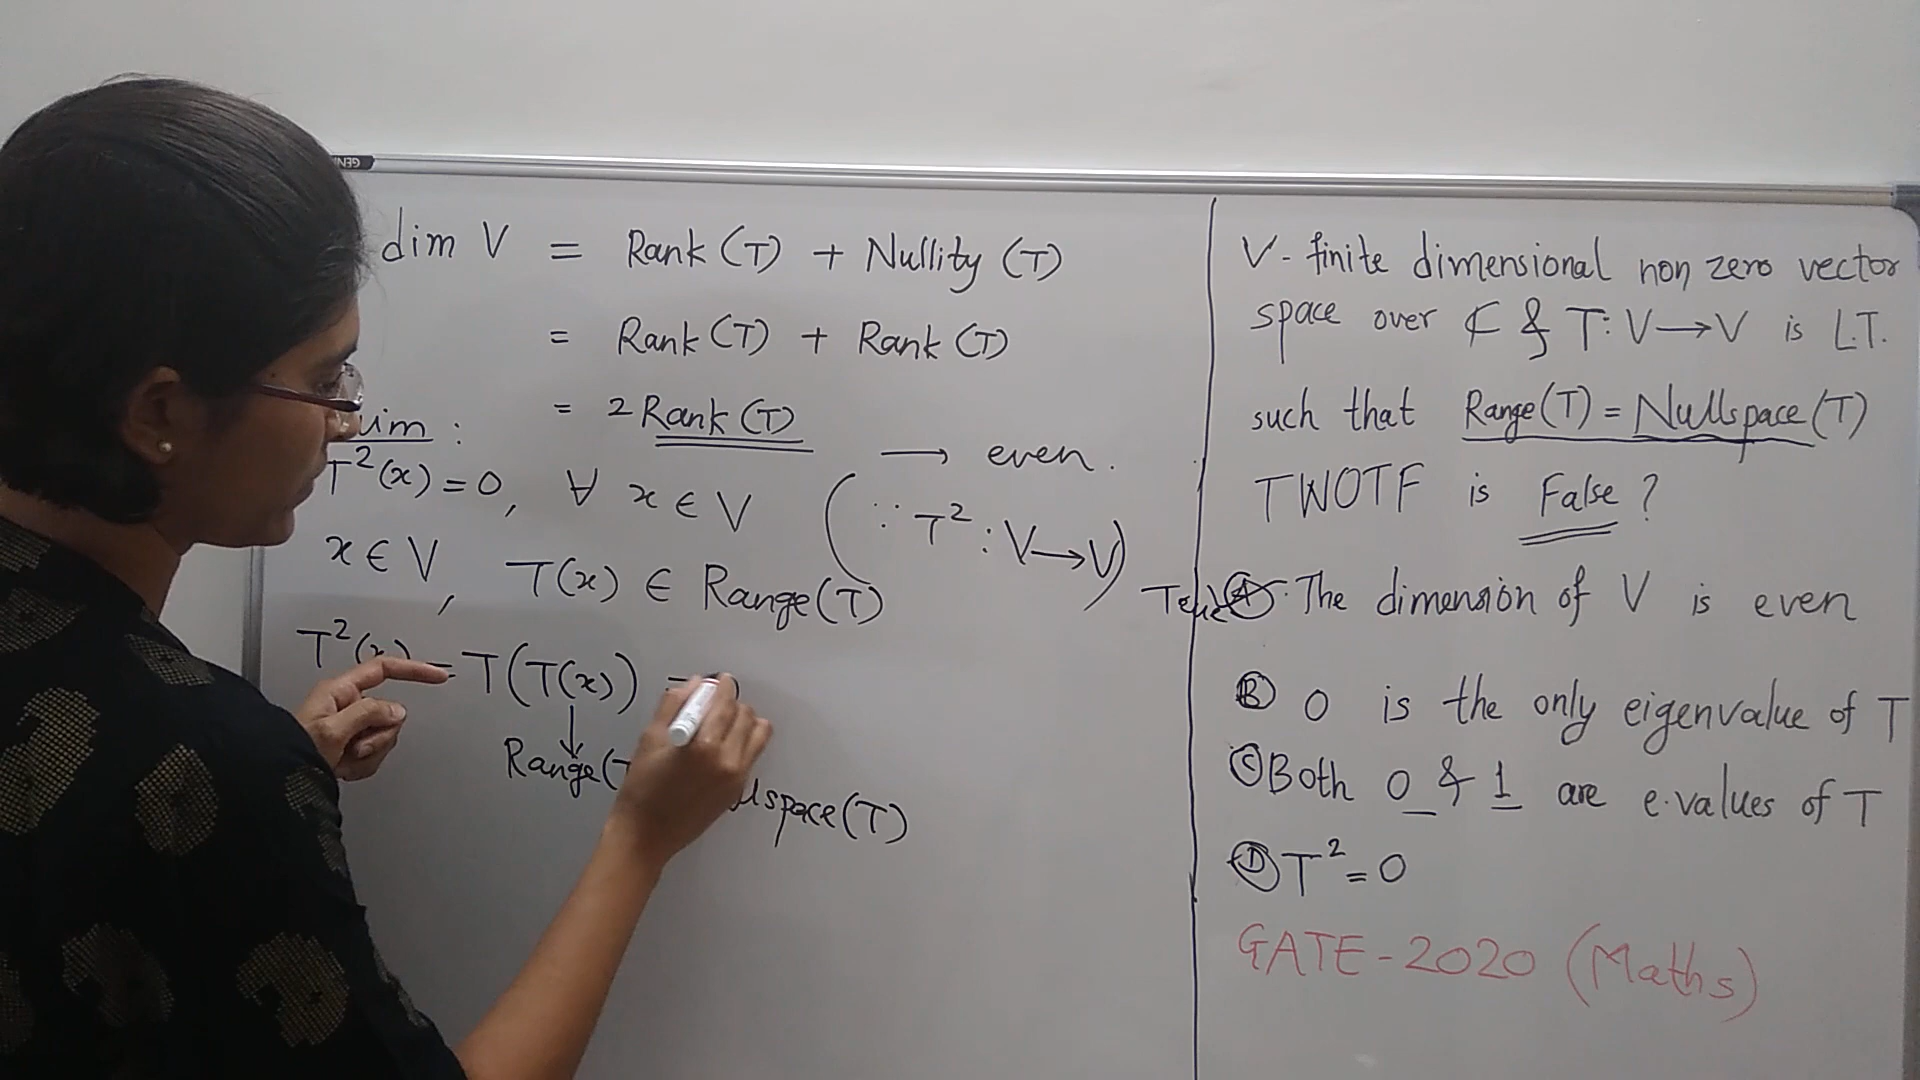 dim V = Rank (T) + Nullity (T)
= Rank (T) + Rank (T)
= 2 Rank (T) → even.
T²(x) = 0, ∀ x ∈ V (∵ T² : V → V)
x ∈ V, T(x) ∈ Range (T)
T²(x) = T(T(x)) =
↓
Range (T
space (T)
V - finite dimensional non zero vector
space over ₵ & T: V → V is L.T.
such that Range (T) = Nullspace (T)
TWOTF is False ?
A. The dimension of V is even
B 0 is the only eigenvalue of T
C Both 0 & 1 are e.values of T
D T² = 0
GATE - 2020 (Maths)